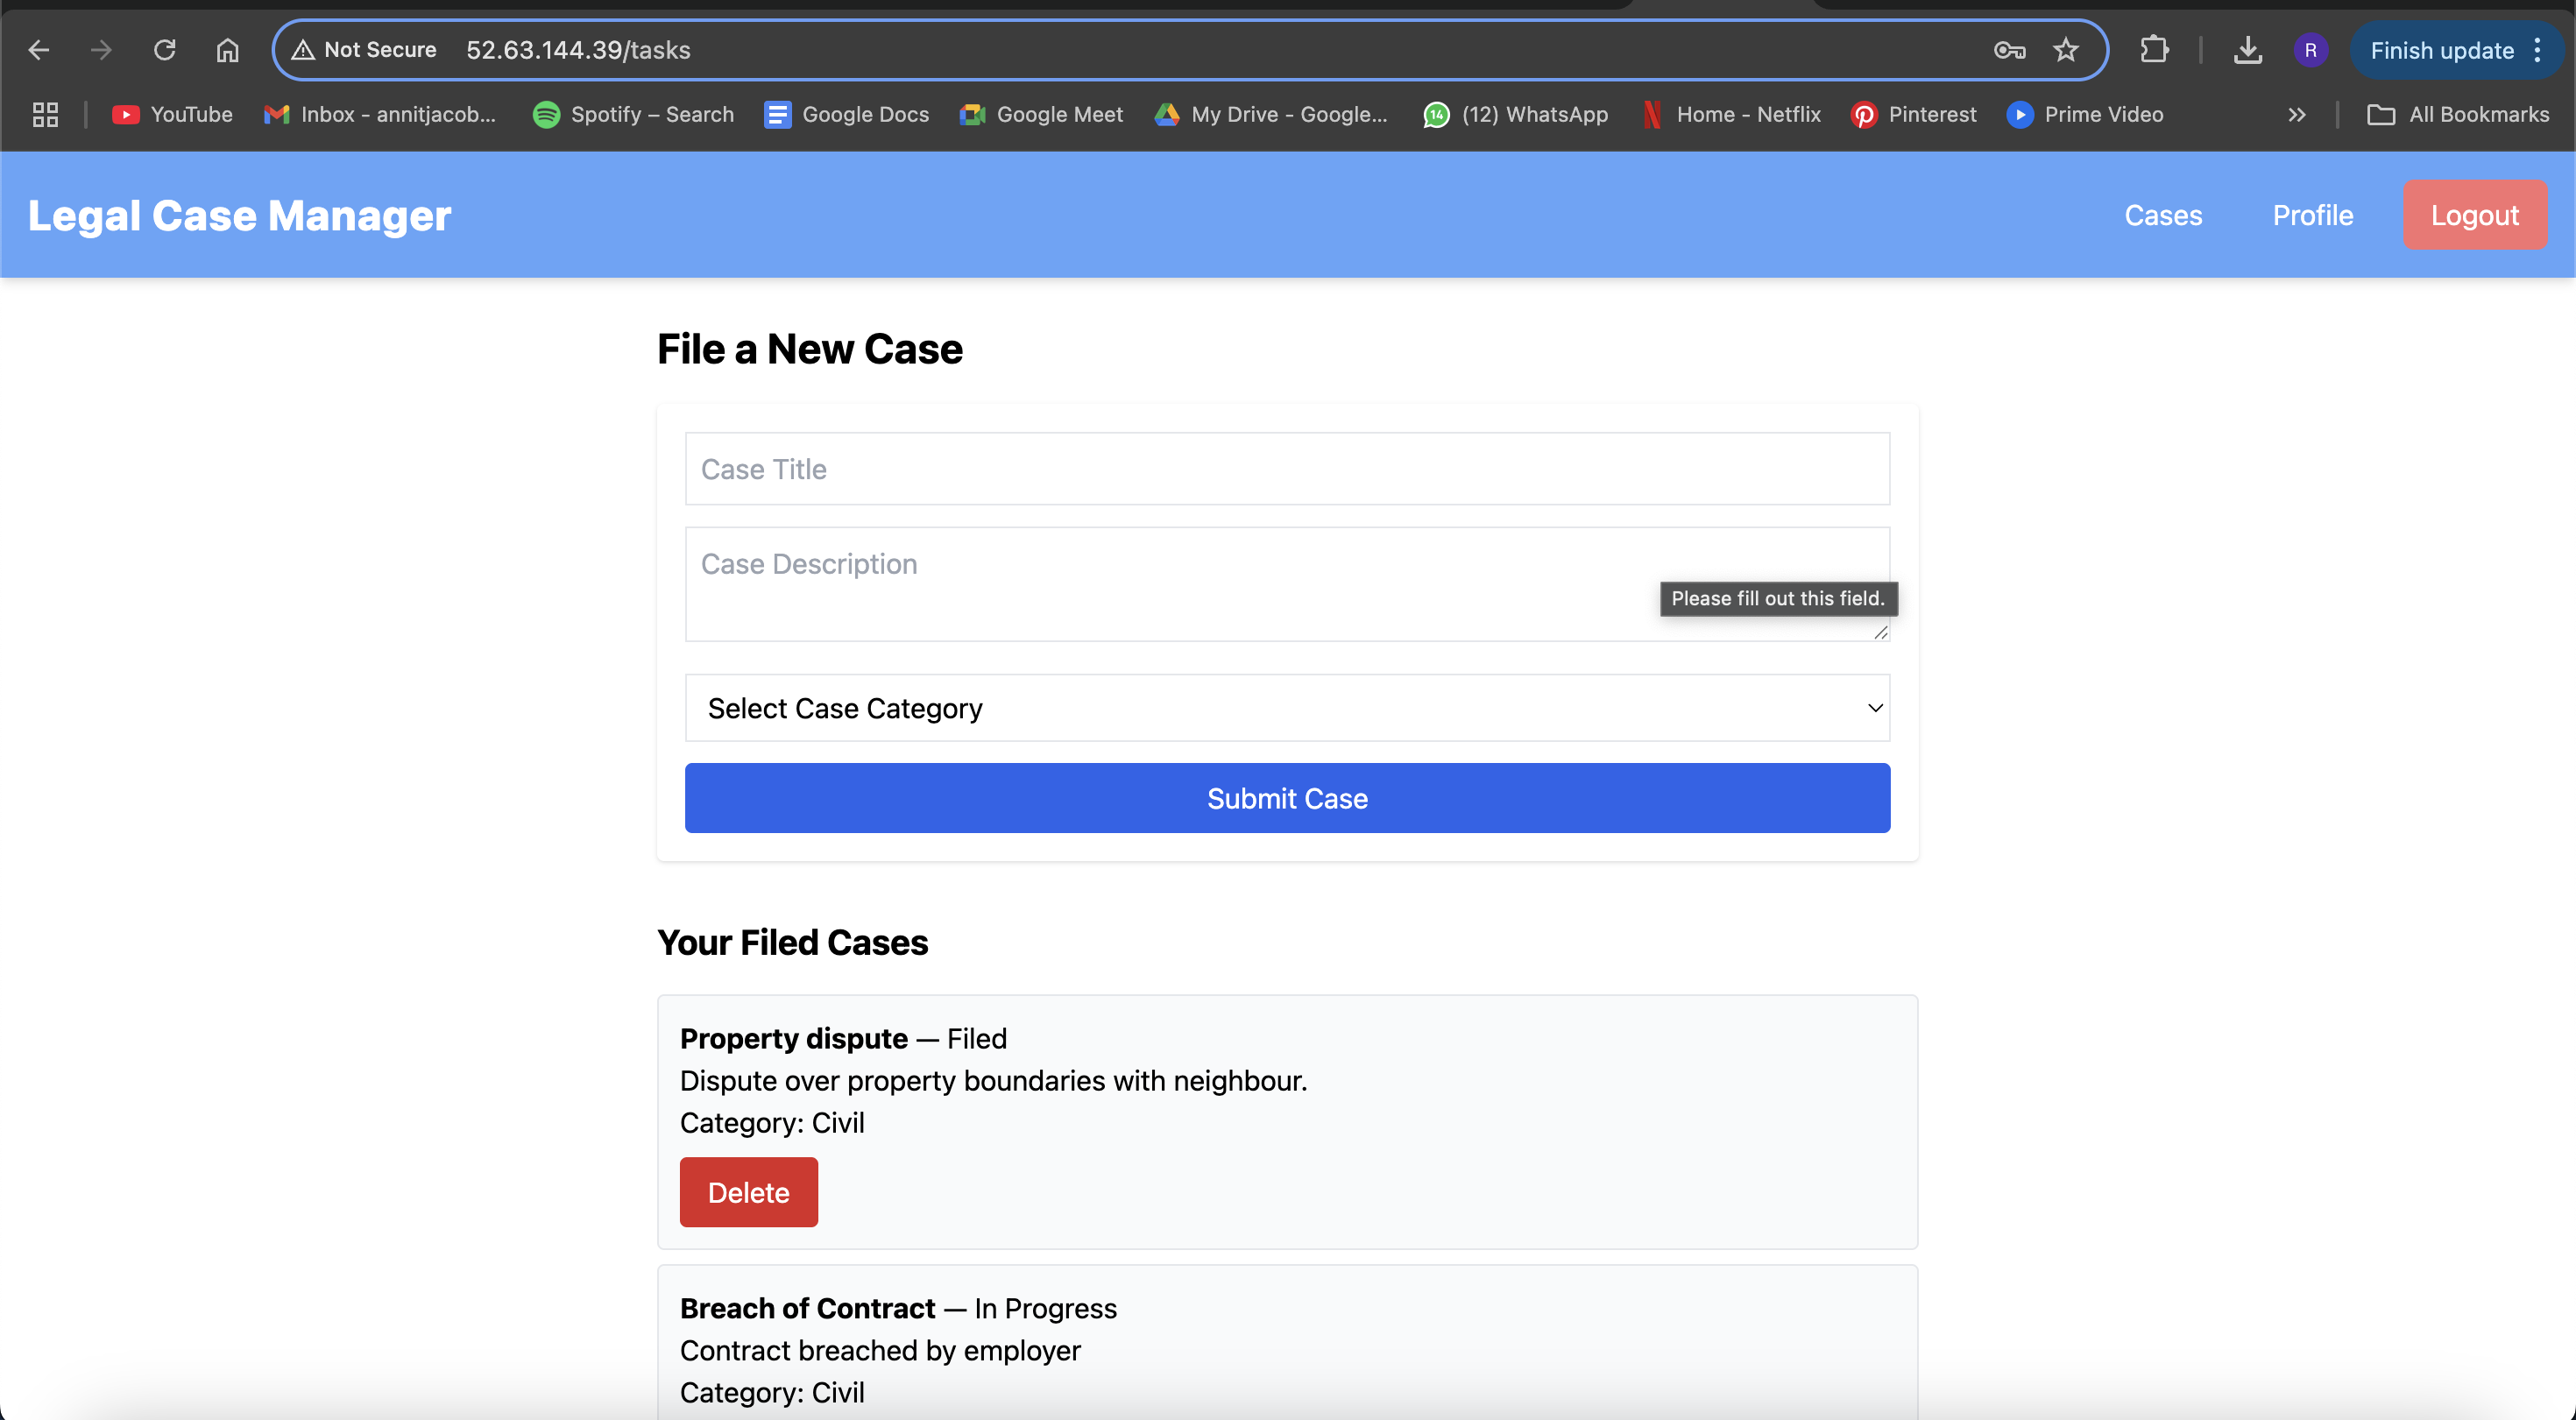 Not Secure 52.63.144.39/tasks R Finish update
YouTube Inbox - annitjacob... Spotify – Search Google Docs Google Meet My Drive - Google... 14 (12) WhatsApp Home - Netflix Pinterest Prime Video » All Bookmarks
Legal Case Manager Cases Profile Logout
File a New Case
Case Title
Case Description
Please fill out this field.
Select Case Category
Submit Case
Your Filed Cases
Property dispute — Filed
Dispute over property boundaries with neighbour.
Category: Civil
Delete
Breach of Contract — In Progress
Contract breached by employer
Category: Civil